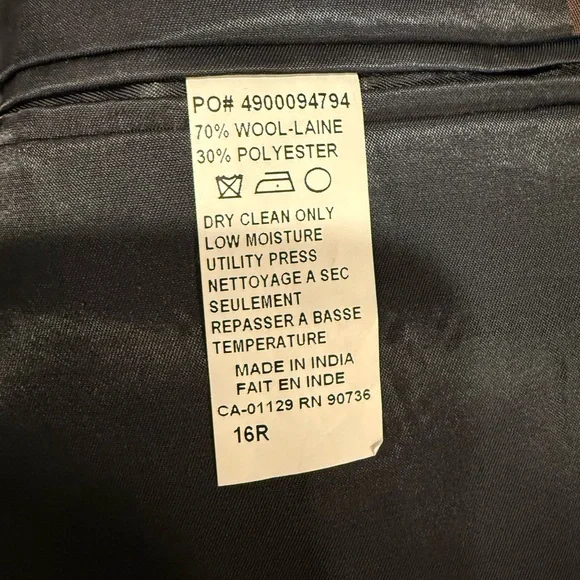 PO# 4900094794
70% WOOL-LAINE
30% POLYESTER
DRY CLEAN ONLY
LOW MOISTURE
UTILITY PRESS
NETTOYAGE A SEC
SEULEMENT
REPASSER A BASSE
TEMPERATURE
MADE IN INDIA
FAIT EN INDE
CA-01129 RN 90736
16R